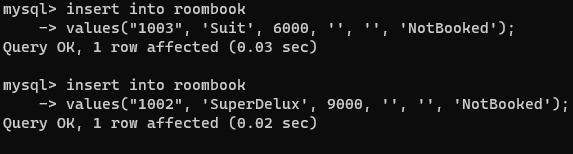 mysql> insert into roombook
    -> values("1003", 'Suit', 6000, '', '', 'NotBooked');
Query OK, 1 row affected (0.03 sec)

mysql> insert into roombook
    -> values("1002", 'SuperDelux', 9000, '', '', 'NotBooked');
Query OK, 1 row affected (0.02 sec)